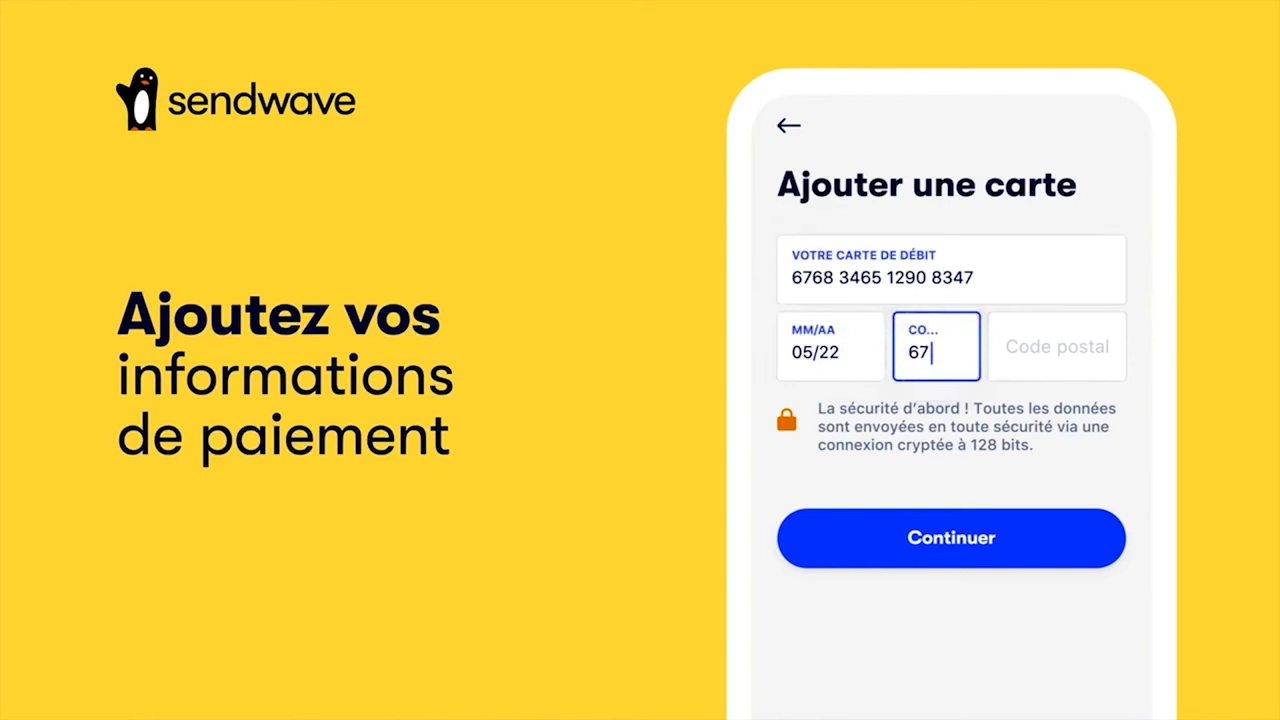 sendwave
Ajoutez vos
informations
de paiement
Ajouter une carte
VOTRE CARTE DE DÉBIT
6768 3465 1290 8347
MM/AA
05/22
CO...
67
Code postal
La sécurité d’abord ! Toutes les données
sont envoyées en toute sécurité via une
connexion cryptée à 128 bits.
Continuer